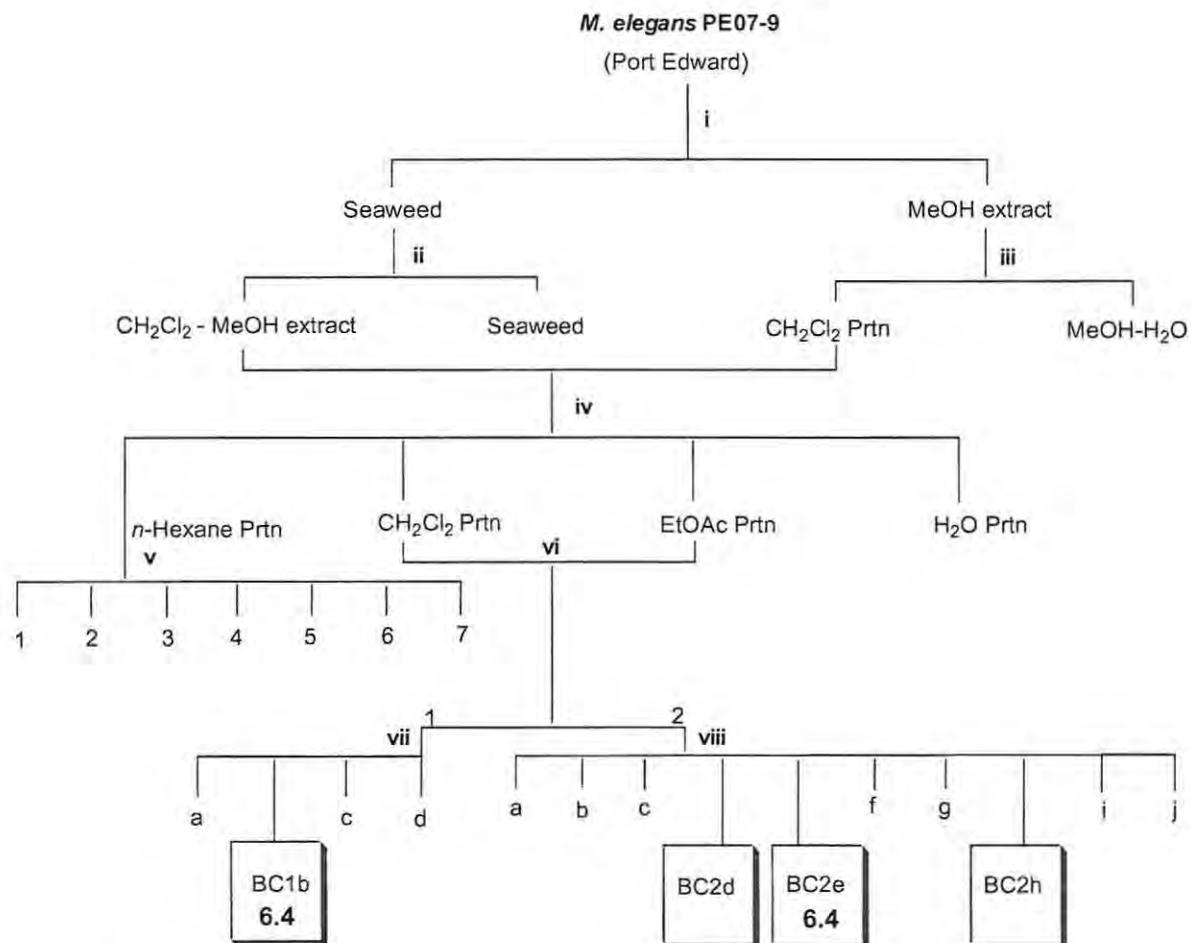 M. elegans PE07-9
(Port Edward)
i
Seaweed MeOH extract
ii iii
CH₂Cl₂ - MeOH extract Seaweed CH₂Cl₂ Prtn MeOH-H₂O
iv
n-Hexane Prtn CH₂Cl₂ Prtn EtOAc Prtn H₂O Prtn
v vi
1 2 3 4 5 6 7
1 2
vii viii
a c d a b c f g i j
BC1b BC2d BC2e BC2h
6.4 6.4